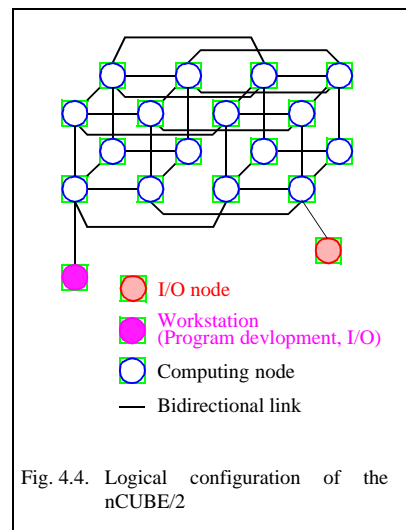 I/O node
Workstation
(Program devlopment, I/O)
Computing node
Bidirectional link
Fig. 4.4. Logical configuration of the
nCUBE/2